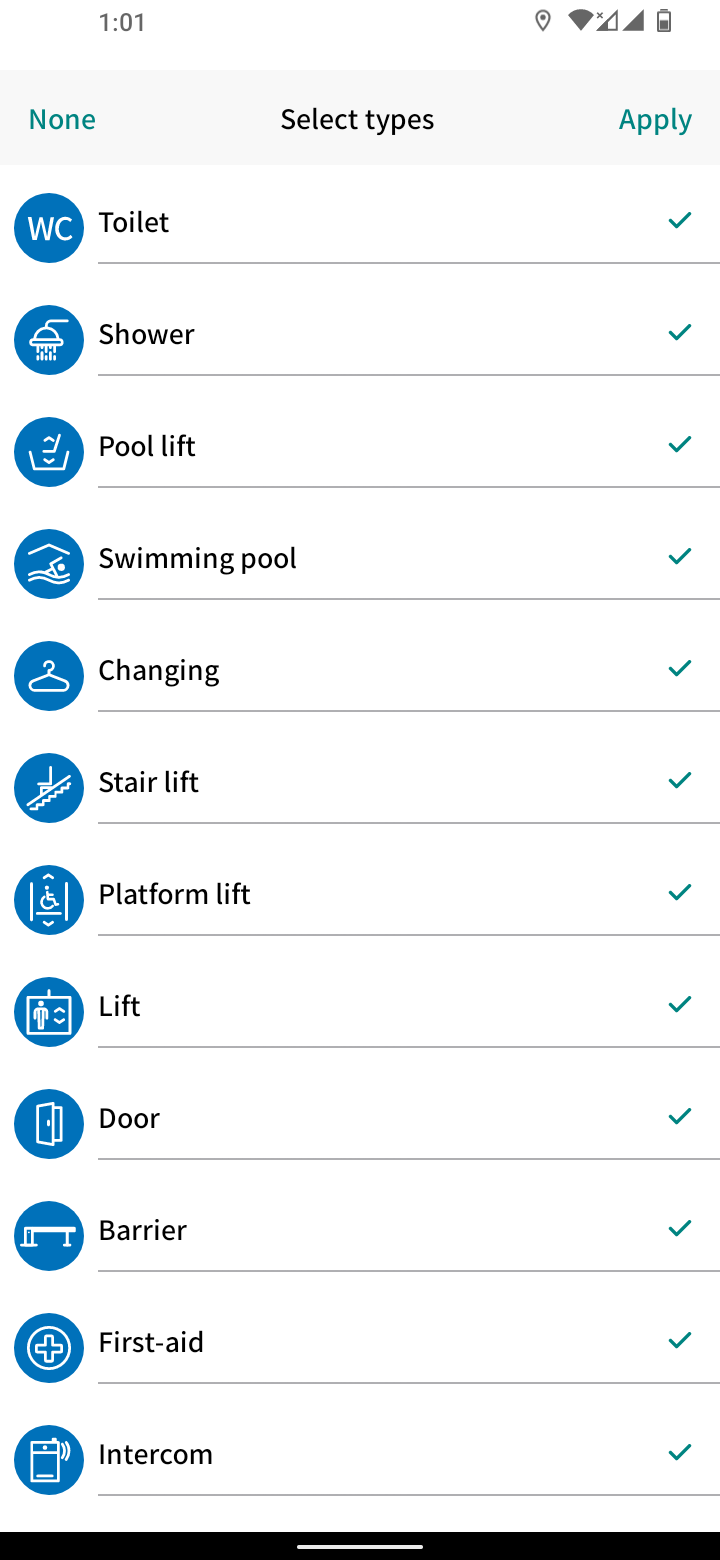 1:01
None Select types Apply
WC Toilet
Shower
Pool lift
Swimming pool
Changing
Stair lift
Platform lift
Lift
Door
Barrier
First-aid
Intercom